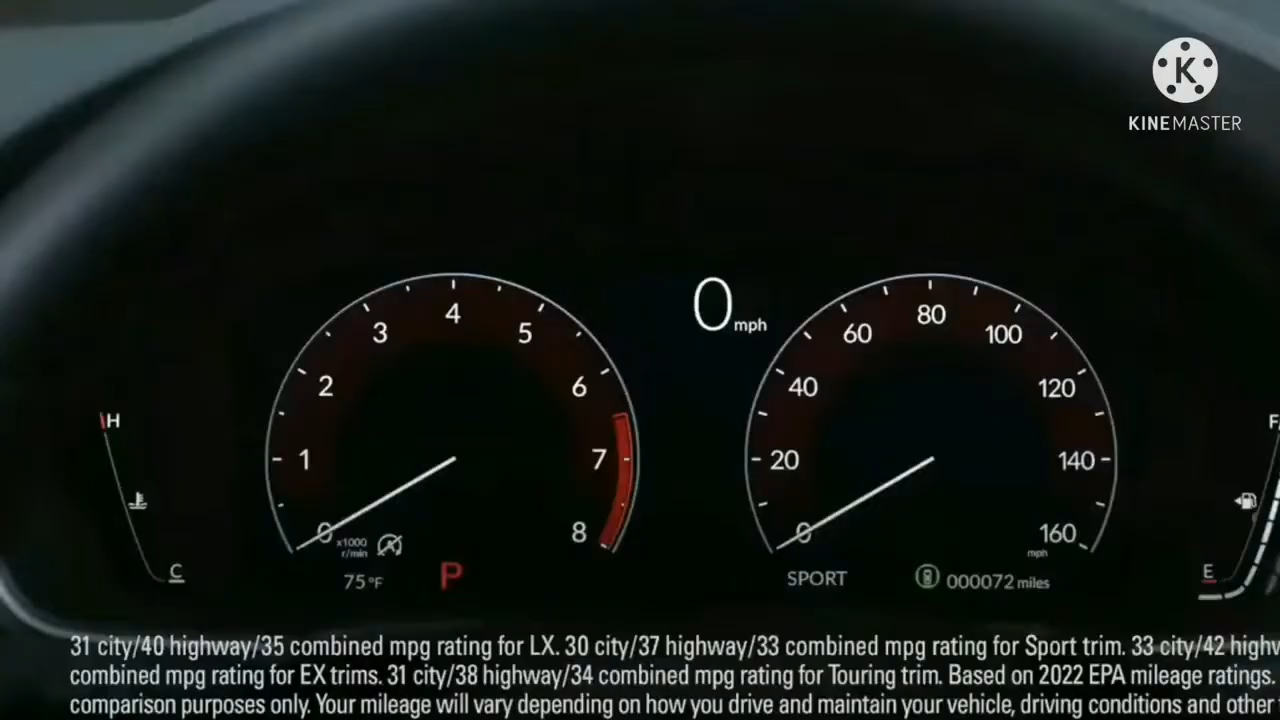 K
KINEMASTER
0 mph
1 2 3 4 5 6 7 8
0
x1000
r/min
20 40 60 80 100 120 140 160
0
mph
H
C
F
E
75 °F
P
SPORT
000072 miles
31 city/40 highway/35 combined mpg rating for LX. 30 city/37 highway/33 combined mpg rating for Sport trim. 33 city/42
combined mpg rating for EX trims. 31 city/38 highway/34 combined mpg rating for Touring trim. Based on 2022 EPA mileage ratings.
comparison purposes only. Your mileage will vary depending on how you drive and maintain your vehicle, driving conditions and other